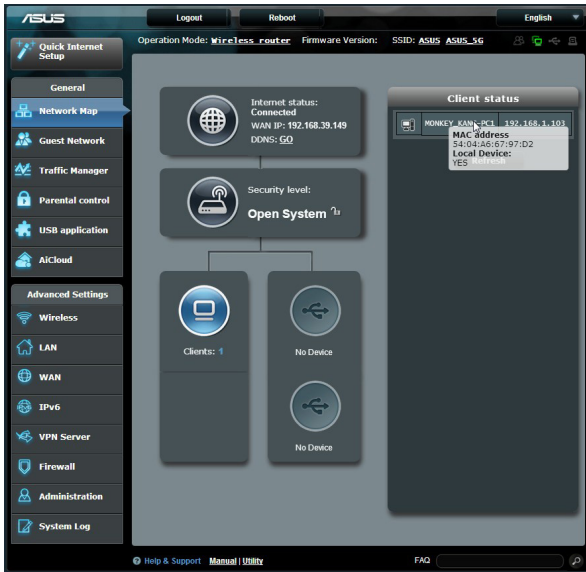 ASUS
Logout
Reboot
English
Quick Internet
Setup
Operation Mode: Wireless router Firmware Version: SSID: ASUS ASUS_5G
General
Network Map
Guest Network
Traffic Manager
Parental control
USB application
AiCloud
Advanced Settings
Wireless
LAN
WAN
IPv6
VPN Server
Firewall
Administration
System Log
Internet status:
Connected
WAN IP: 192.168.39.149
DDNS: GO
Security level:
Open System
Clients: 1
No Device
No Device
Client status
192.168.1.103
MAC address
54:04:A6:67:97:D2
Local Device:
YES
Refresh
Help & Support Manual | Utility
FAQ